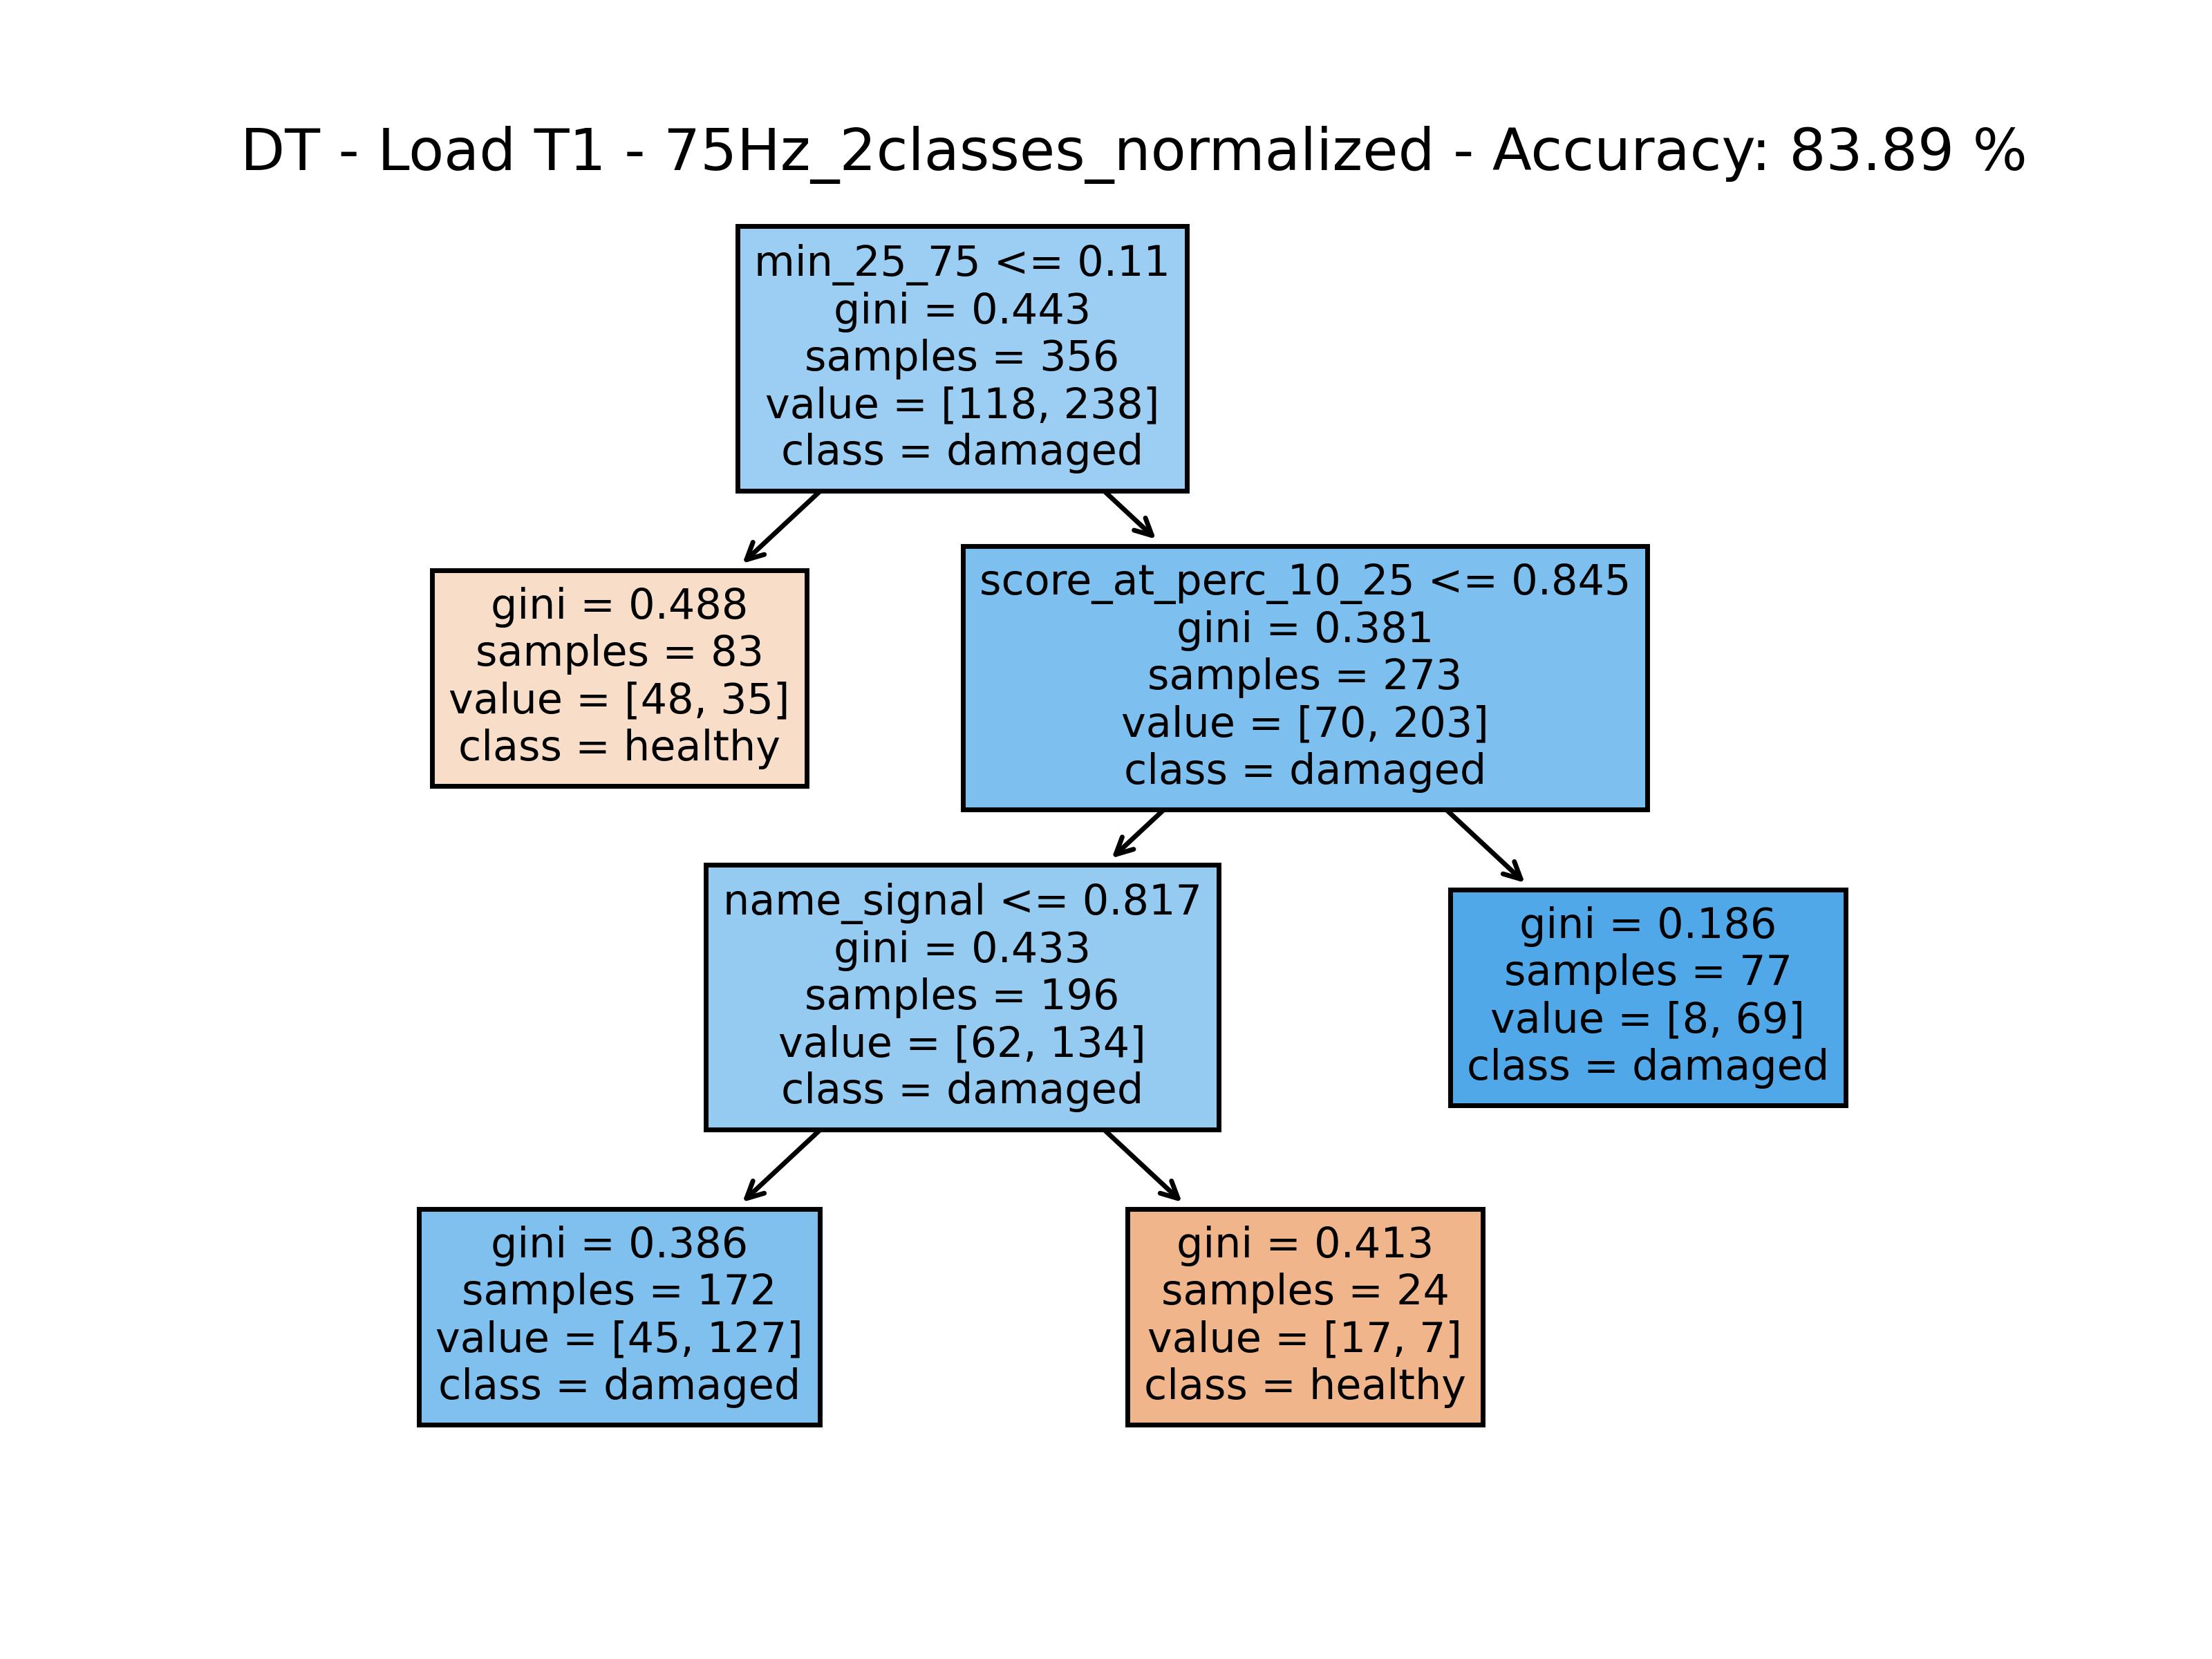 DT - Load T1 - 75Hz_2classes_normalized - Accuracy: 83.89 %
min_25_75 <= 0.11
gini = 0.443
samples = 356
value = [118, 238]
class = damaged
gini = 0.488
samples = 83
value = [48, 35]
class = healthy
score_at_perc_10_25 <= 0.845
gini = 0.381
samples = 273
value = [70, 203]
class = damaged
name_signal <= 0.817
gini = 0.433
samples = 196
value = [62, 134]
class = damaged
gini = 0.186
samples = 77
value = [8, 69]
class = damaged
gini = 0.386
samples = 172
value = [45, 127]
class = damaged
gini = 0.413
samples = 24
value = [17, 7]
class = healthy